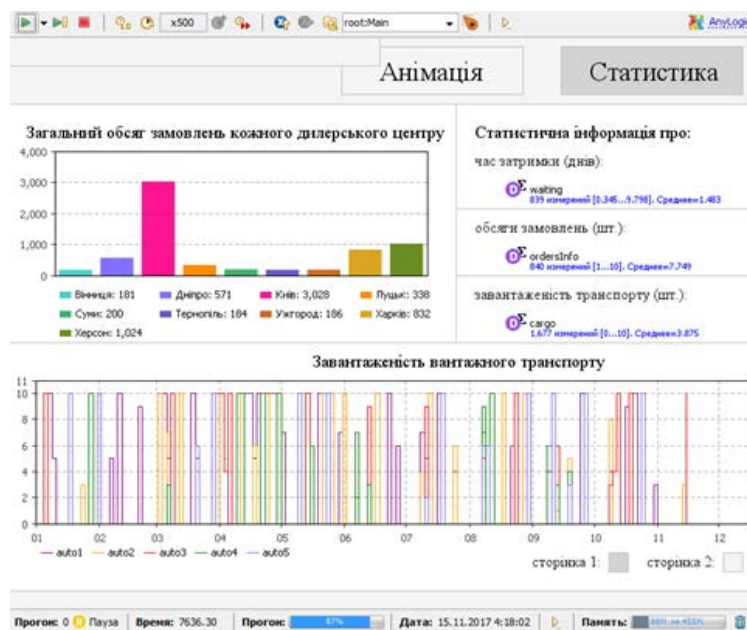 x500 root:Main AnyLogic
Анімація Статистика
Загальний обсяг замовлень кожного дилерського центру
4,000
3,000
2,000
1,000
0
Вінниця: 181 Дніпро: 571 Київ: 3,028 Луцьк: 338
Суми: 200 Тернопіль: 184 Ужгород: 186 Харків: 832
Херсон: 1,024
Статистична інформація про:
час затримки (днів):
waiting
839 измерений [0.345...9.798]. Среднее=1.483
обсяги замовлень (шт.):
ordersInfo
840 измерений [1...10]. Среднее=7.749
завантаженість транспорту (шт.):
cargo
1.677 измерений [0...10]. Среднее=3.875
Завантаженість вантажного транспорту
11
10
8
6
4
2
0
01 02 03 04 05 06 07 08 09 10 11 12
auto1 auto2 auto3 auto4 auto5
сторінка 1: сторінка 2:
Прогон: 0 Пауза Время: 7636.30 Прогон: 87% Дата: 15.11.2017 4:18:02 Память: